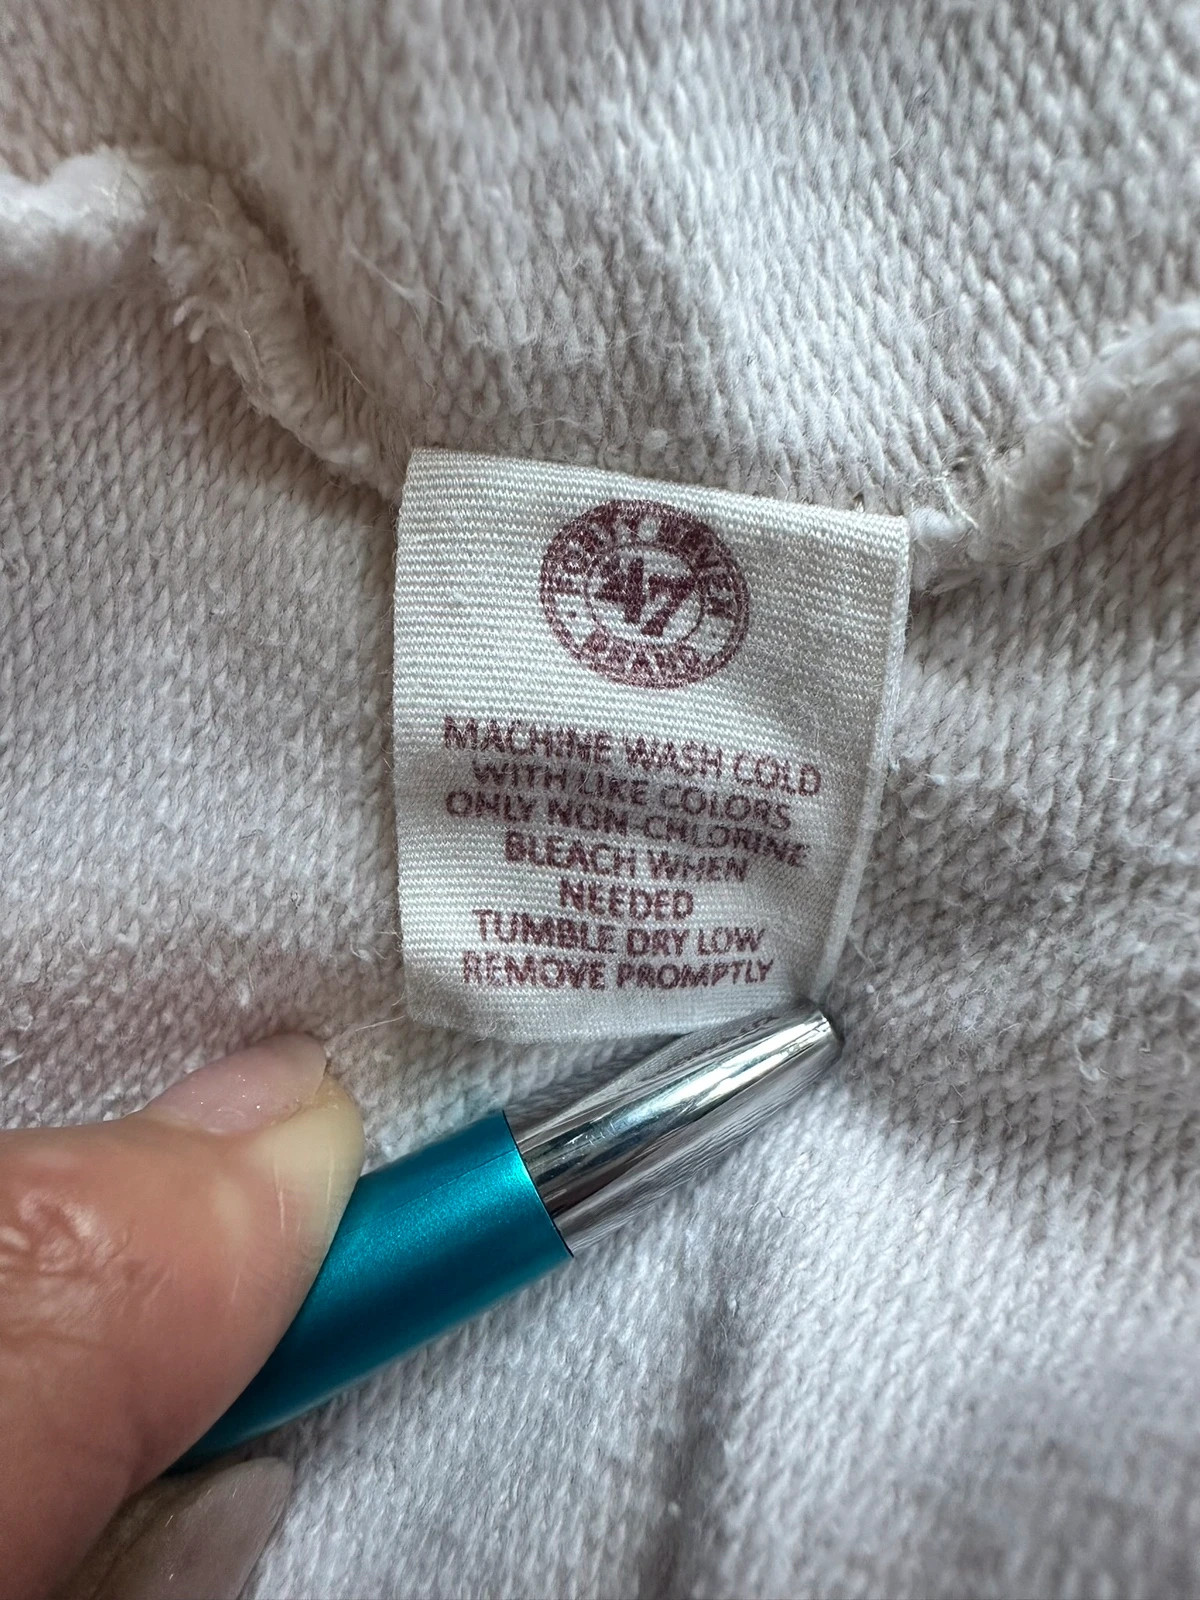 FORTY SEVEN
47
BRAND
MACHINE WASH COLD
WITH LIKE COLORS
ONLY NON-CHLORINE
BLEACH WHEN
NEEDED
TUMBLE DRY LOW
REMOVE PROMPTLY